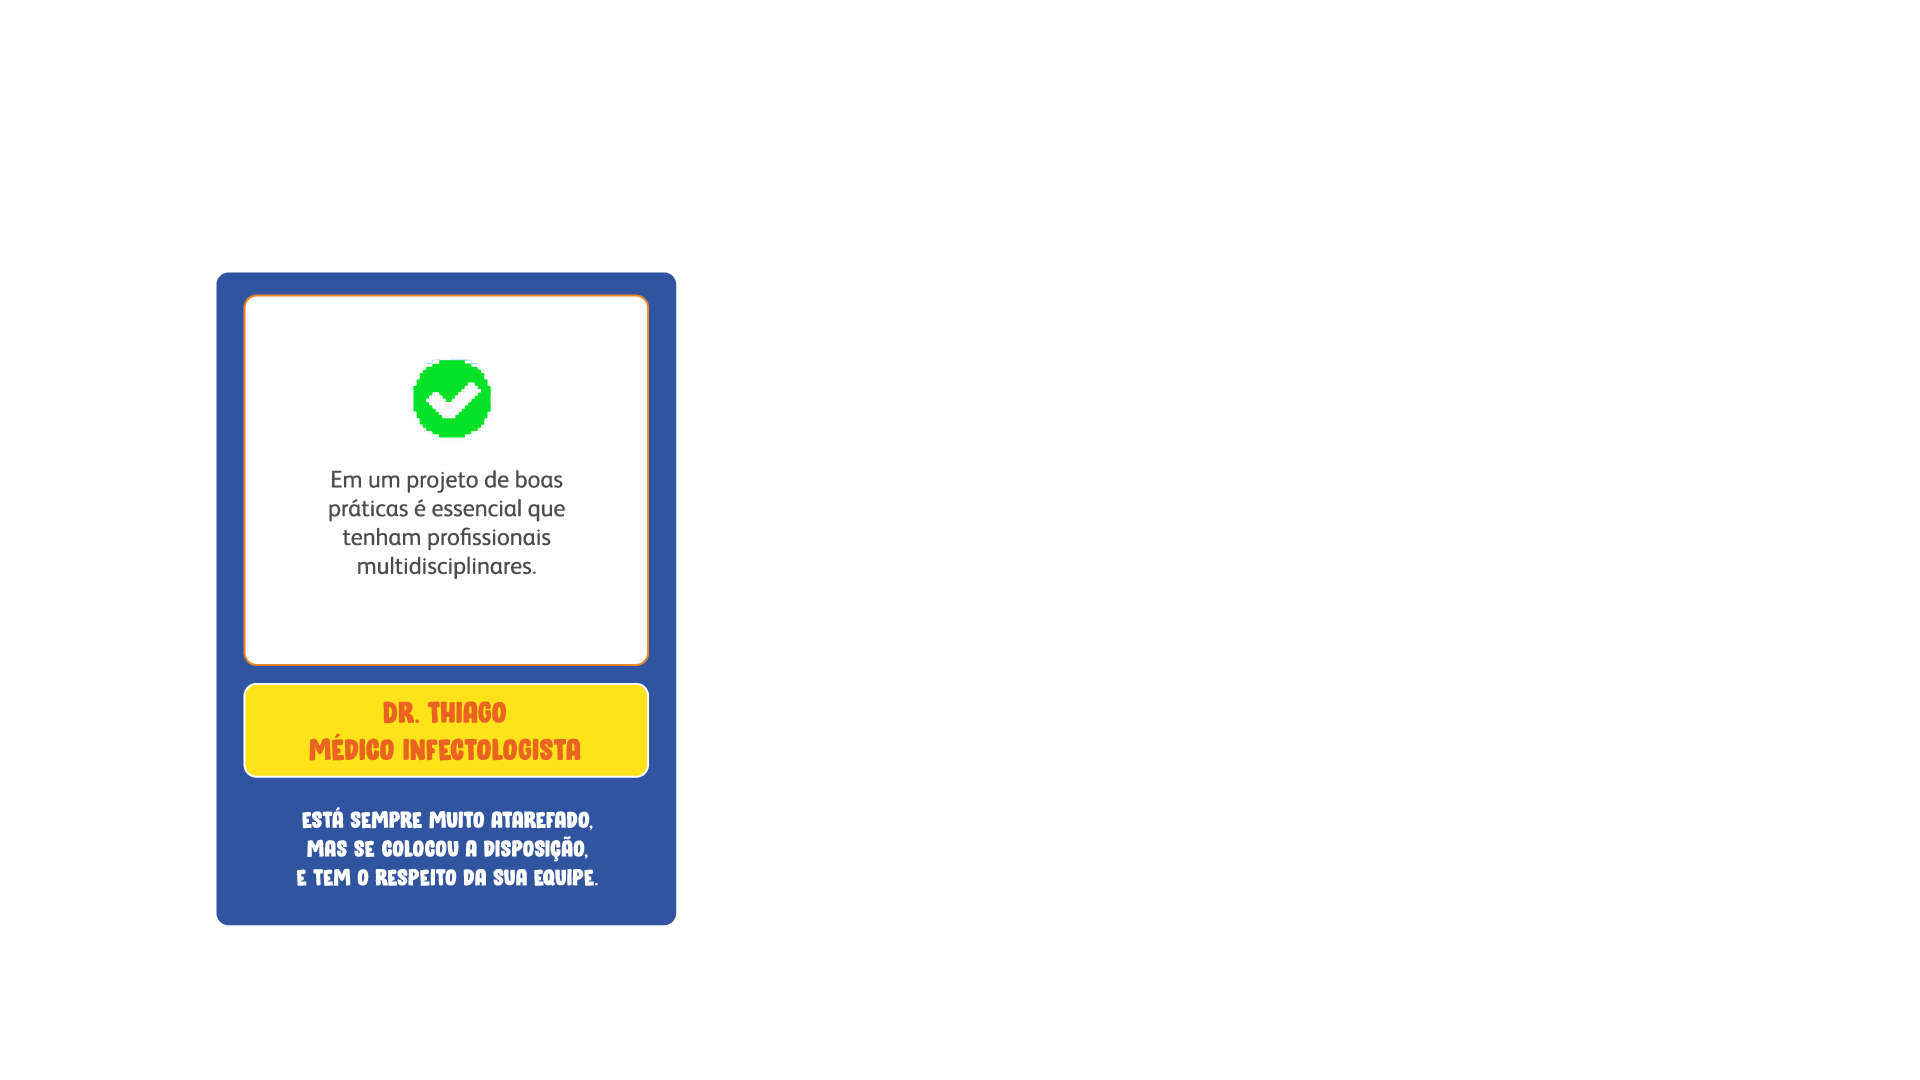 Em um projeto de boas
práticas é essencial que
tenham profissionais
multidisciplinares.
DR. THIAGO
MÉDICO INFECTOLOGISTA
ESTÁ SEMPRE MUITO ATAREFADO,
MAS SE COLOCOU A DISPOSIÇÃO,
E TEM O RESPEITO DA SUA EQUIPE.